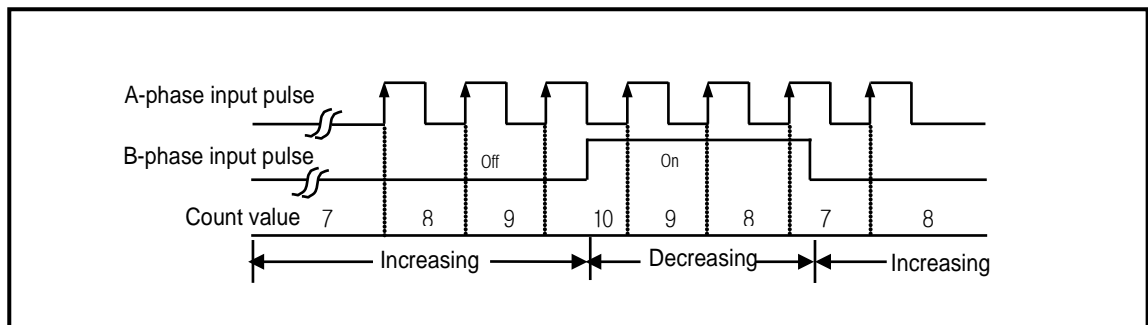 A-phase input pulse
B-phase input pulse
Off
On
Count value
7
8
9
10
9
8
7
8
Increasing
Decreasing
Increasing